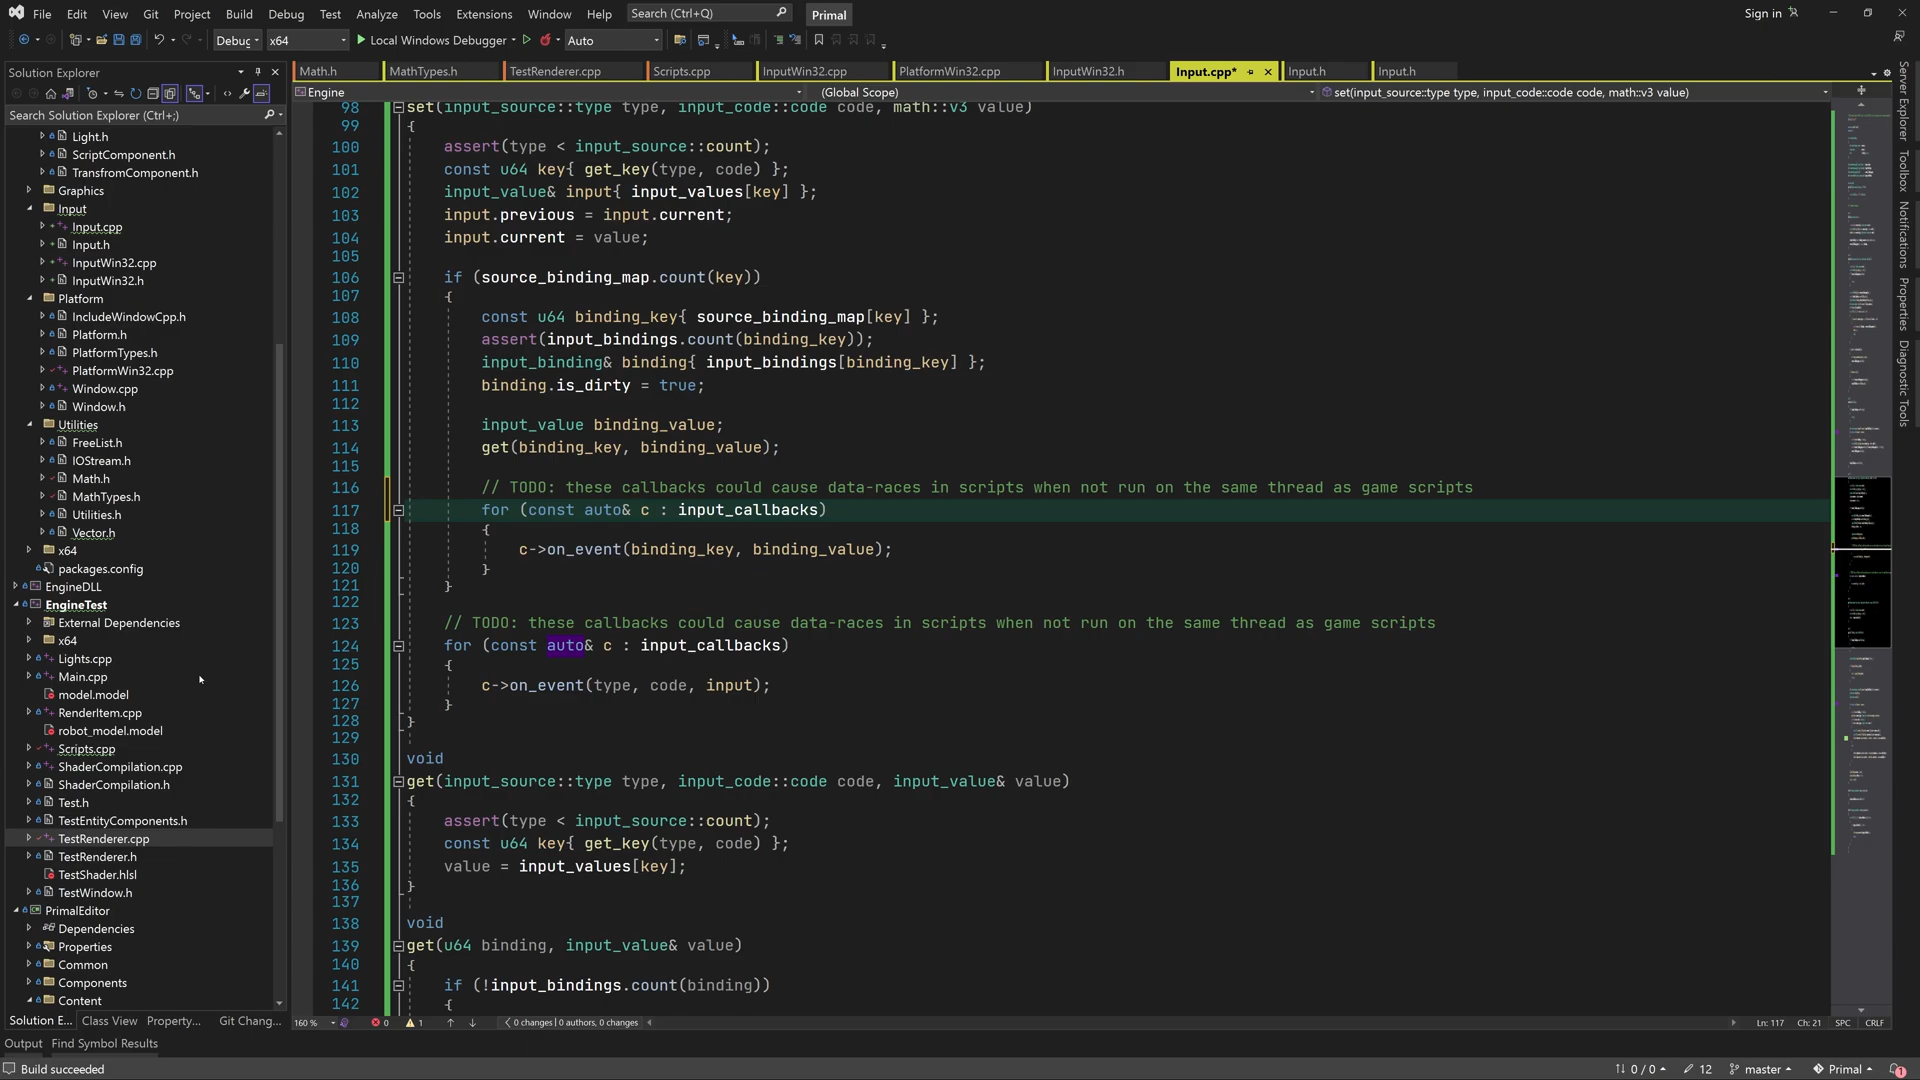 File Edit View Git Project Build Debug Test Analyze Tools Extensions Window Help Search (Ctrl+Q) Primal Sign in
Debug x64 Local Windows Debugger Auto
Solution Explorer
Search Solution Explorer (Ctrl+;)
Light.h
ScriptComponent.h
TransfromComponent.h
Graphics
Input
Input.cpp
Input.h
InputWin32.cpp
InputWin32.h
Platform
IncludeWindowCpp.h
Platform.h
PlatformTypes.h
PlatformWin32.cpp
Window.cpp
Window.h
Utilities
FreeList.h
IOStream.h
Math.h
MathTypes.h
Utilities.h
Vector.h
x64
packages.config
EngineDLL
EngineTest
External Dependencies
x64
Lights.cpp
Main.cpp
model.model
RenderItem.cpp
robot_model.model
Scripts.cpp
ShaderCompilation.cpp
ShaderCompilation.h
Test.h
TestEntityComponents.h
TestRenderer.cpp
TestRenderer.h
TestShader.hlsl
TestWindow.h
PrimalEditor
Dependencies
Properties
Common
Components
Content
Solution E... Class View Property... Git Chang...
Math.h MathTypes.h TestRenderer.cpp Scripts.cpp InputWin32.cpp PlatformWin32.cpp InputWin32.h Input.cpp* Input.h Input.h
Engine (Global Scope) set(input_source::type type, input_code::code code, math::v3 value)
98 set(input_source::type type, input_code::code code, math::v3 value)
99 {
100 assert(type < input_source::count);
101 const u64 key{ get_key(type, code) };
102 input_value& input{ input_values[key] };
103 input.previous = input.current;
104 input.current = value;
105
106 if (source_binding_map.count(key))
107 {
108 const u64 binding_key{ source_binding_map[key] };
109 assert(input_bindings.count(binding_key));
110 input_binding& binding{ input_bindings[binding_key] };
111 binding.is_dirty = true;
112
113 input_value binding_value;
114 get(binding_key, binding_value);
115
116 // TODO: these callbacks could cause data-races in scripts when not run on the same thread as game scripts
117 for (const auto& c : input_callbacks)
118 {
119 c->on_event(binding_key, binding_value);
120 }
121 }
122
123 // TODO: these callbacks could cause data-races in scripts when not run on the same thread as game scripts
124 for (const auto& c : input_callbacks)
125 {
126 c->on_event(type, code, input);
127 }
128 }
129
130 void
131 get(input_source::type type, input_code::code code, input_value& value)
132 {
133 assert(type < input_source::count);
134 const u64 key{ get_key(type, code) };
135 value = input_values[key];
136 }
137
138 void
139 get(u64 binding, input_value& value)
140 {
141 if (!input_bindings.count(binding))
142 {
160 % 0 1 0 changes | 0 authors, 0 changes Ln: 117 Ch: 21 SPC CRLF
Server Explorer
Toolbox
Notifications
Properties
Diagnostic Tools
Output Find Symbol Results
Build succeeded 0 / 0 12 master Primal 1